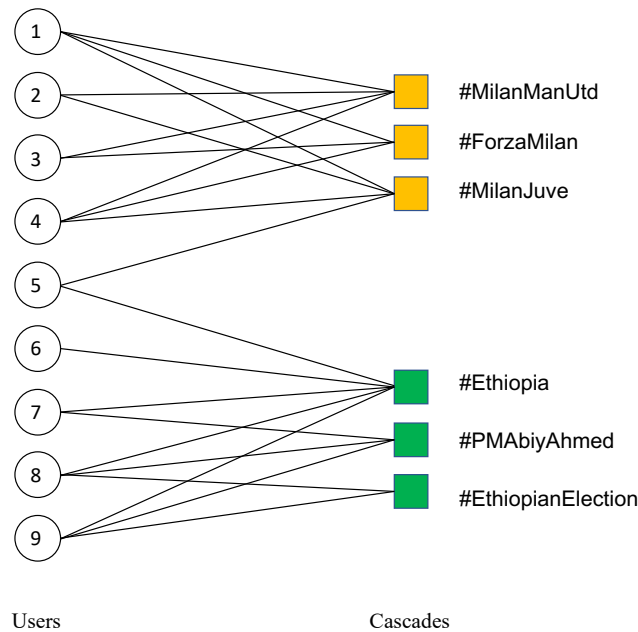 1
2
3
4
5
6
7
8
9
#MilanManUtd
#ForzaMilan
#MilanJuve
#Ethiopia
#PMAbiyAhmed
#EthiopianElection
Users
Cascades